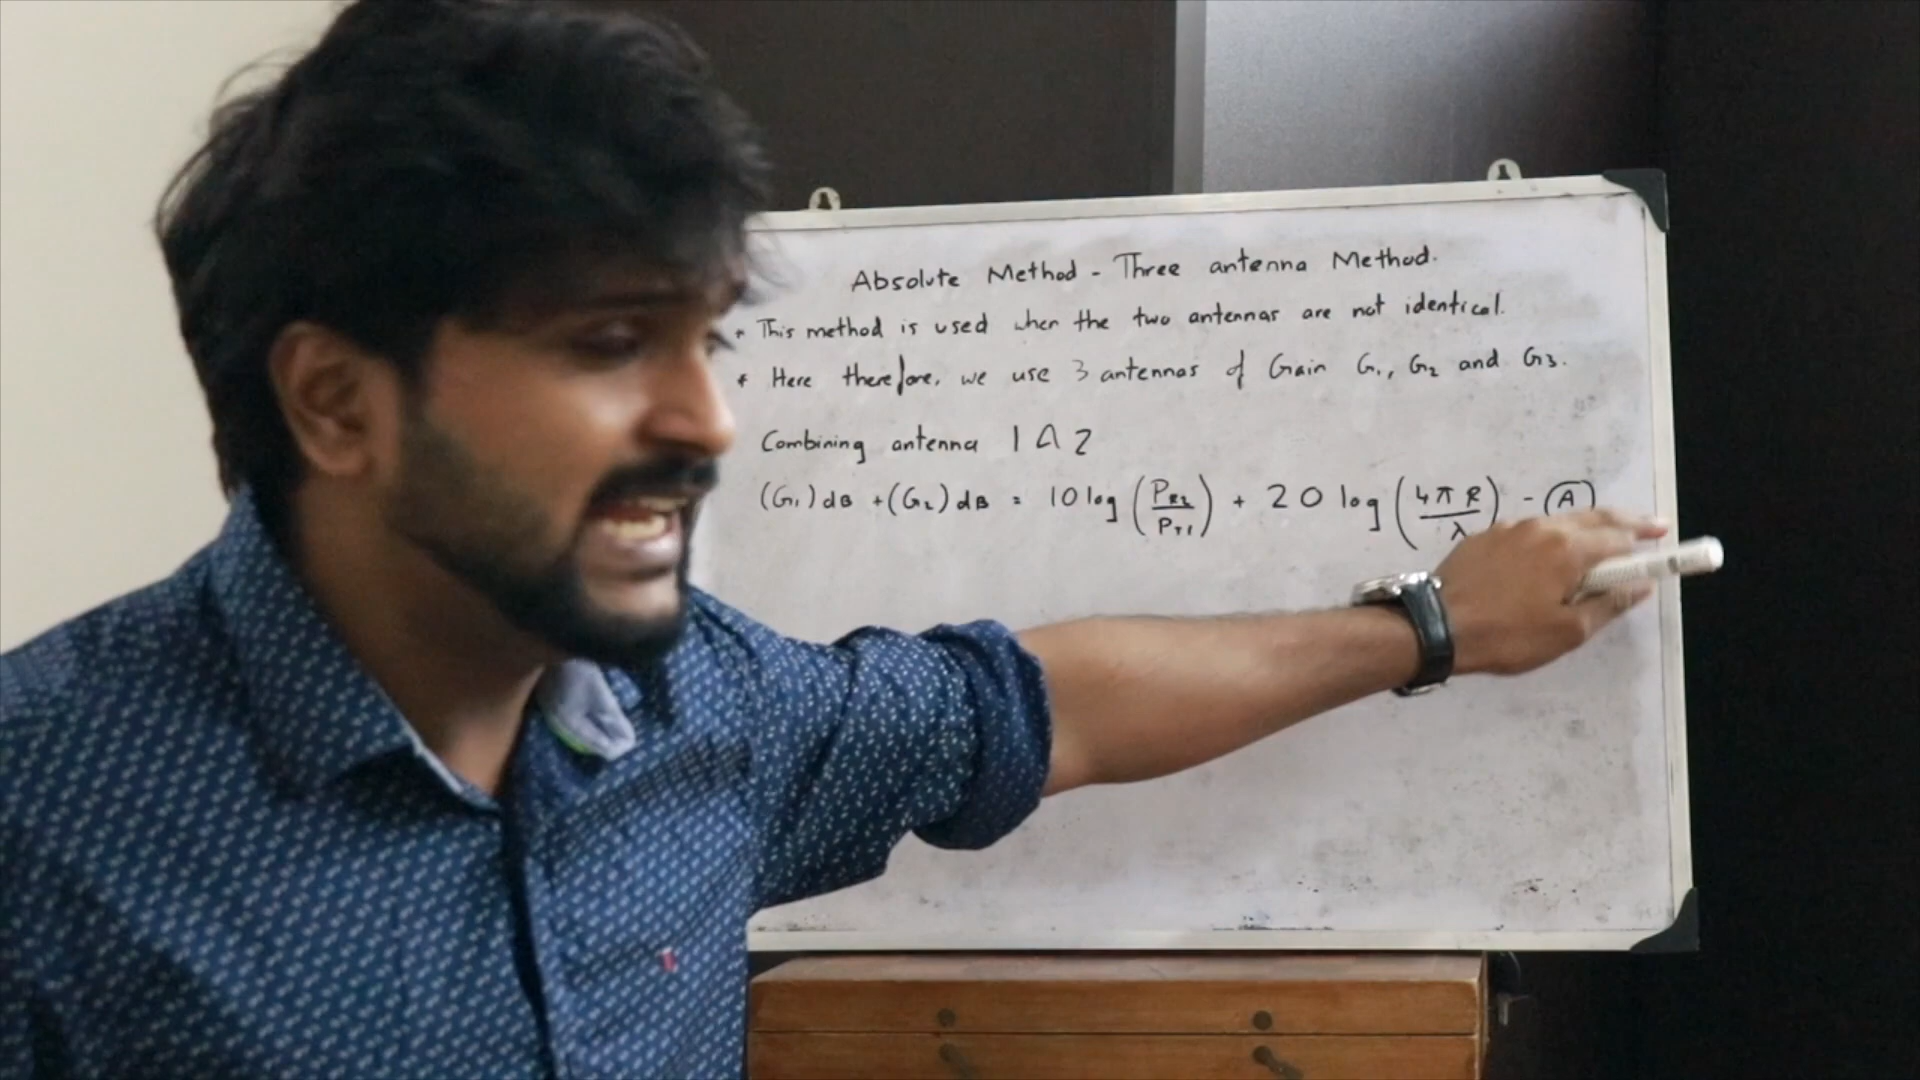 Absolute Method - Three antenna Method.
* This method is used when the two antennas are not identical.
* Here therefore, we use 3 antennas of Gain G₁, G₂ and G₃.
Combining antenna 1 & 2
(G₁)dB + (G₂)dB = 10 log (P_R2/P_T1) + 20 log (4πR/λ) - (A)